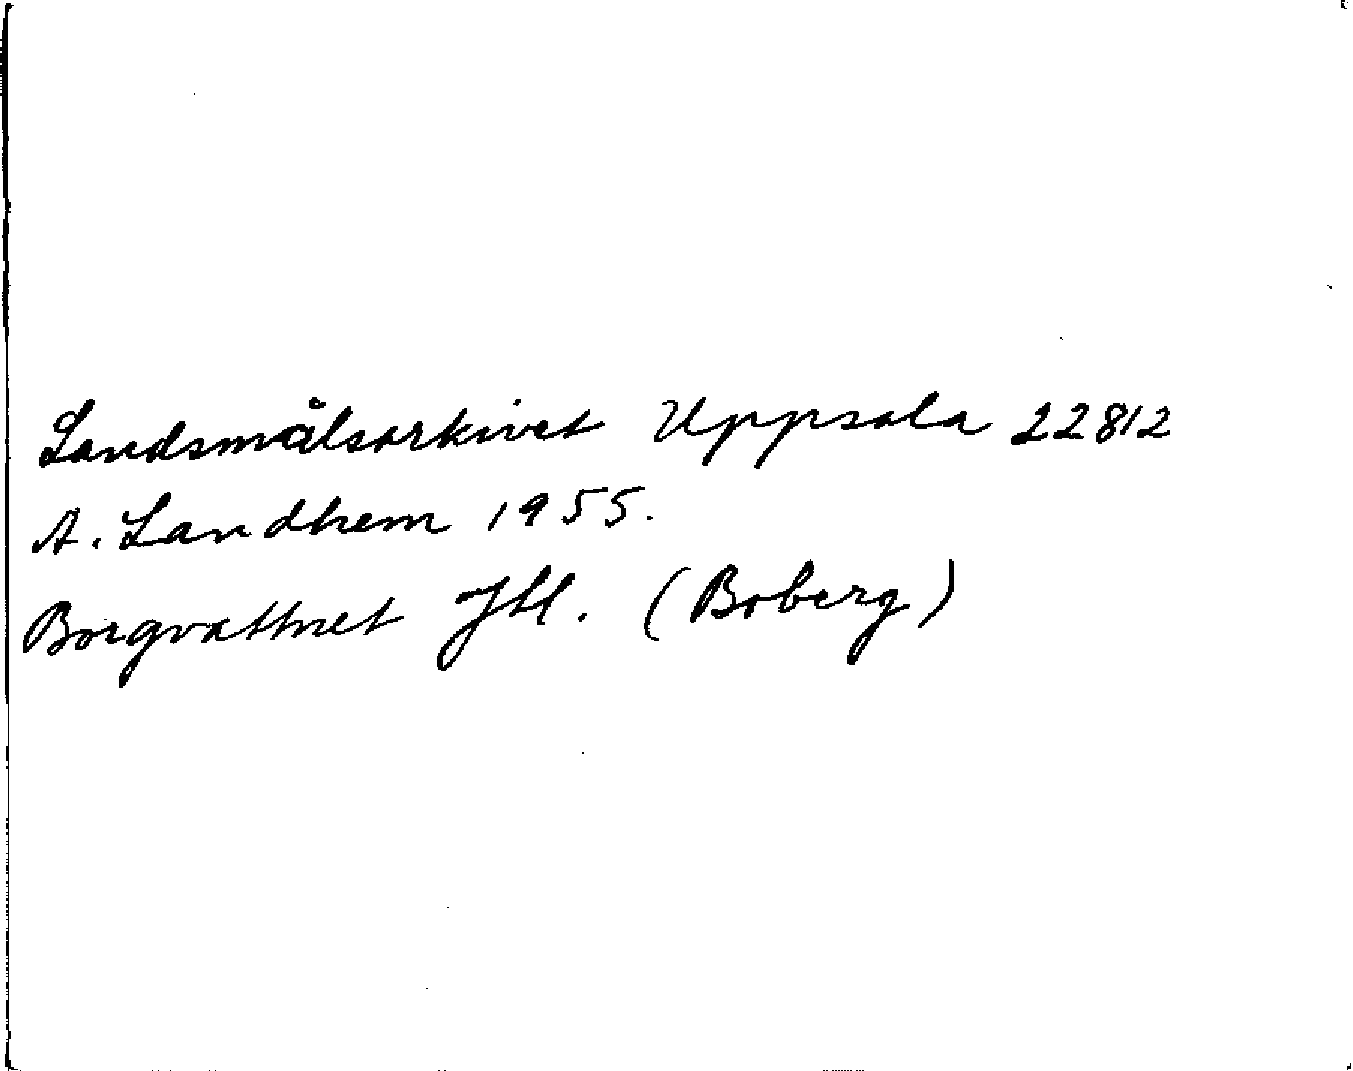 Landsmålsarkivet Uppsala 22812
A. Landhem 1955.
Borgvattnet Jtl. (Boberg)